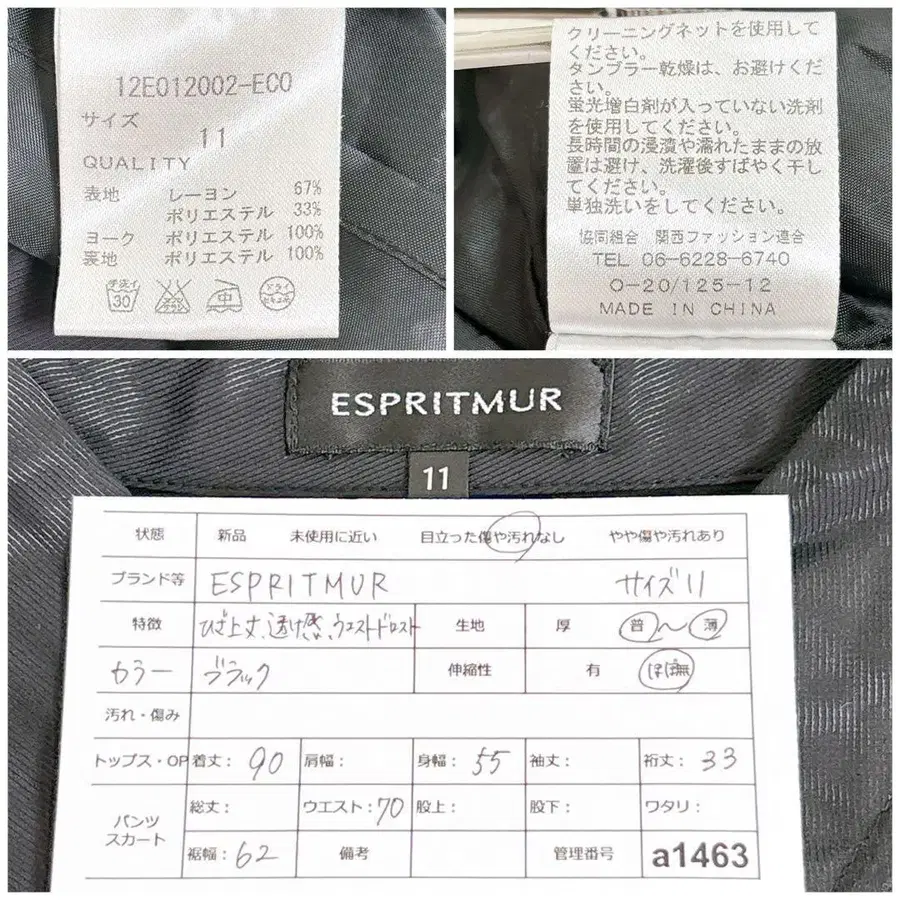 12E012002-ECO
サイズ
11
QUALITY
表地 レーヨン 67%
ポリエステル 33%
ヨーク ポリエステル 100%
裏地 ポリエステル 100%
手洗イ 30
ドライ
クリーニングネットを使用して
ください。
タンブラー乾燥は、お避けくだ
さい。
蛍光増白剤が入っていない洗剤
を使用してください。
長時間の浸漬や濡れたままの放
置は避け、洗濯後すばやく干し
てください。
単独洗いをしてください。
協同組合 関西ファッション連合
TEL 06-6228-6740
O-20/125-12
MADE IN CHINA
ESPRITMUR
11
状態 新品 未使用に近い 目立った傷や汚れなし やや傷や汚れあり
ブランド等 ESPRITMUR サイズ11
特徴 ひざ上丈、透け感、ウエストドロスト 生地 厚 普〜薄
カラー ブラック 伸縮性 有 ほぼ無
汚れ・傷み
トップス・OP 着丈：90 肩幅： 身幅：55 袖丈： 裄丈：33
パンツ スカート 総丈： ウエスト：70 股上： 股下： ワタリ：
裾幅：62 備考 管理番号 a1463